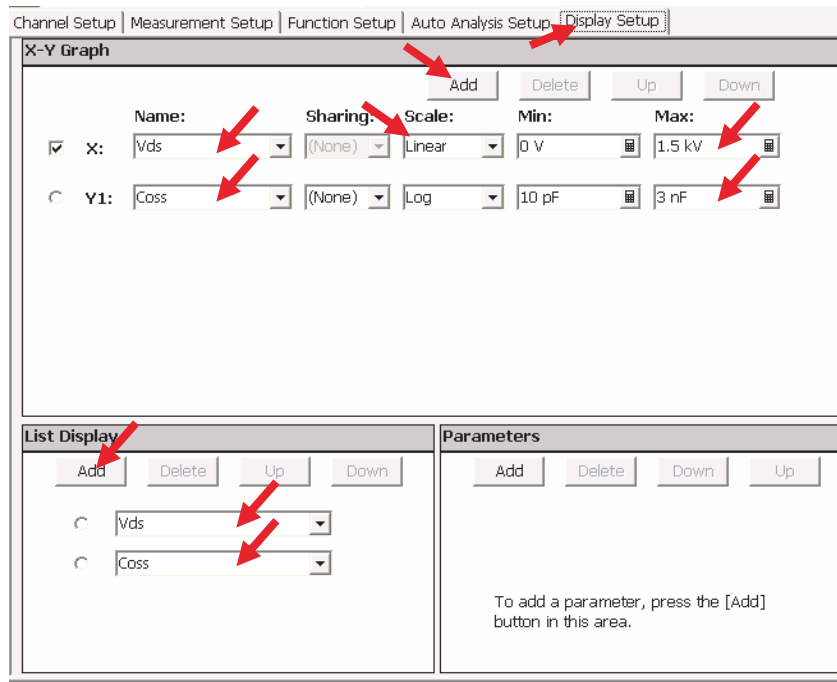 Channel Setup Measurement Setup Function Setup Auto Analysis Setup Display Setup
X-Y Graph
Add Delete Up Down
Name: Sharing: Scale: Min: Max:
X: Vds (None) Linear 0 V 1.5 kV
Y1: Coss (None) Log 10 pF 3 nF
List Display
Add Delete Up Down
Vds
Coss
Parameters
Add Delete Down Up
To add a parameter, press the [Add]
button in this area.